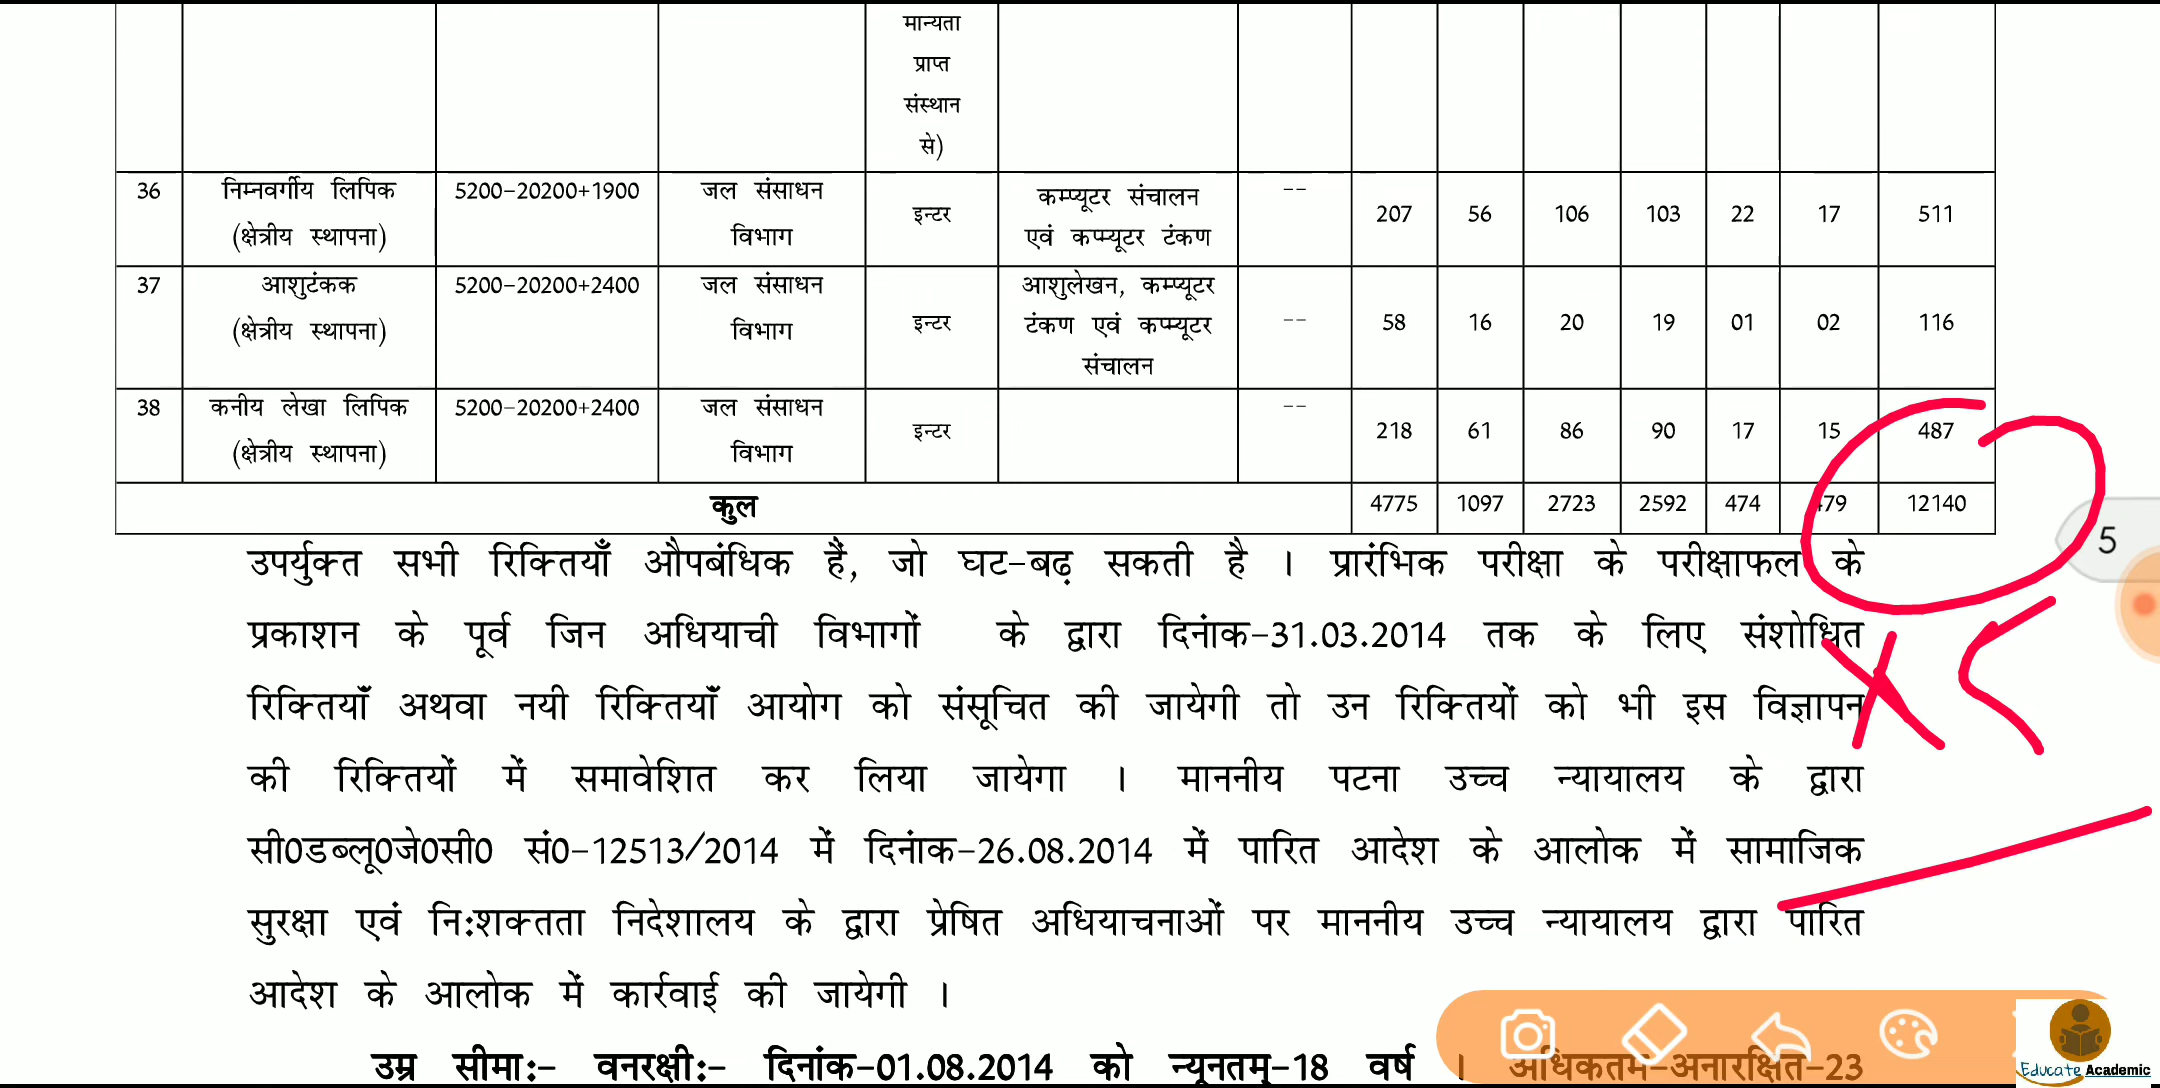 मान्यता
प्राप्त
संस्थान
से)
36 निम्नवर्गीय लिपिक (क्षेत्रीय स्थापना) 5200-20200+1900 जल संसाधन विभाग इन्टर कम्प्यूटर संचालन एवं कप्म्यूटर टंकण -- 207 56 106 103 22 17 511
37 आशुटंकक (क्षेत्रीय स्थापना) 5200-20200+2400 जल संसाधन विभाग इन्टर आशुलेखन, कम्प्यूटर टंकण एवं कप्म्यूटर संचालन -- 58 16 20 19 01 02 116
38 कनीय लेखा लिपिक (क्षेत्रीय स्थापना) 5200-20200+2400 जल संसाधन विभाग इन्टर -- 218 61 86 90 17 15 487
कुल 4775 1097 2723 2592 474 479 12140
5
उपर्युक्त सभी रिक्तियाँ औपबंधिक हैं, जो घट-बढ़ सकती है । प्रारंभिक परीक्षा के परीक्षाफल के
प्रकाशन के पूर्व जिन अधियाची विभागों के द्वारा दिनांक-31.03.2014 तक के लिए संशोधित
रिक्तियाँ अथवा नयी रिक्तियाँ आयोग को संसूचित की जायेगी तो उन रिक्तियों को भी इस विज्ञापन
की रिक्तियों में समावेशित कर लिया जायेगा । माननीय पटना उच्च न्यायालय के द्वारा
सी0डब्लू0जे0सी0 सं0-12513/2014 में दिनांक-26.08.2014 में पारित आदेश के आलोक में सामाजिक
सुरक्षा एवं नि:शक्तता निदेशालय के द्वारा प्रेषित अधियाचनाओं पर माननीय उच्च न्यायालय द्वारा पारित
आदेश के आलोक में कार्रवाई की जायेगी ।
उम्र सीमा:- वनरक्षी:- दिनांक-01.08.2014 को न्यूनतम्-18 वर्ष । अधिकतम-अनारक्षित-23
Educate Academic